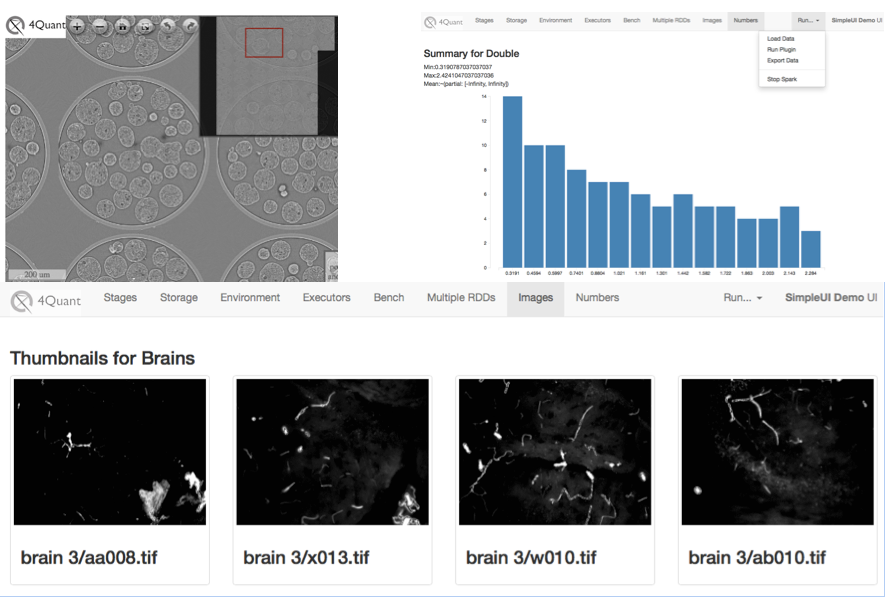 4Quant
200 um
4Quant Stages Storage Environment Executors Bench Multiple RDDs Images Numbers Run... SimpleUI Demo UI
Load Data
Run Plugin
Export Data
Stop Spark
Summary for Double
Min:0.3190787037037037
Max:2.4241047037037036
Mean:~{partial: [-Infinity, Infinity]}
14
12
10
8
6
4
2
0
0.3191 0.4594 0.5997 0.7401 0.8804 1.021 1.161 1.301 1.442 1.582 1.722 1.863 2.003 2.143 2.284
4Quant Stages Storage Environment Executors Bench Multiple RDDs Images Numbers Run... SimpleUI Demo UI
Thumbnails for Brains
brain 3/aa008.tif
brain 3/x013.tif
brain 3/w010.tif
brain 3/ab010.tif